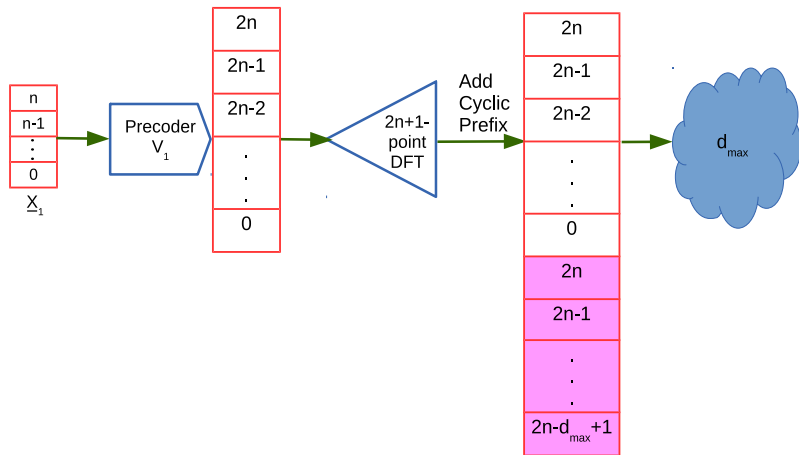 n
n-1
0
X1
Precoder
V1
2n
2n-1
2n-2
.
.
.
0
2n+1-
point
DFT
Add
Cyclic
Prefix
2n
2n-1
2n-2
.
.
.
0
2n
2n-1
.
.
.
2n-dmax+1
dmax